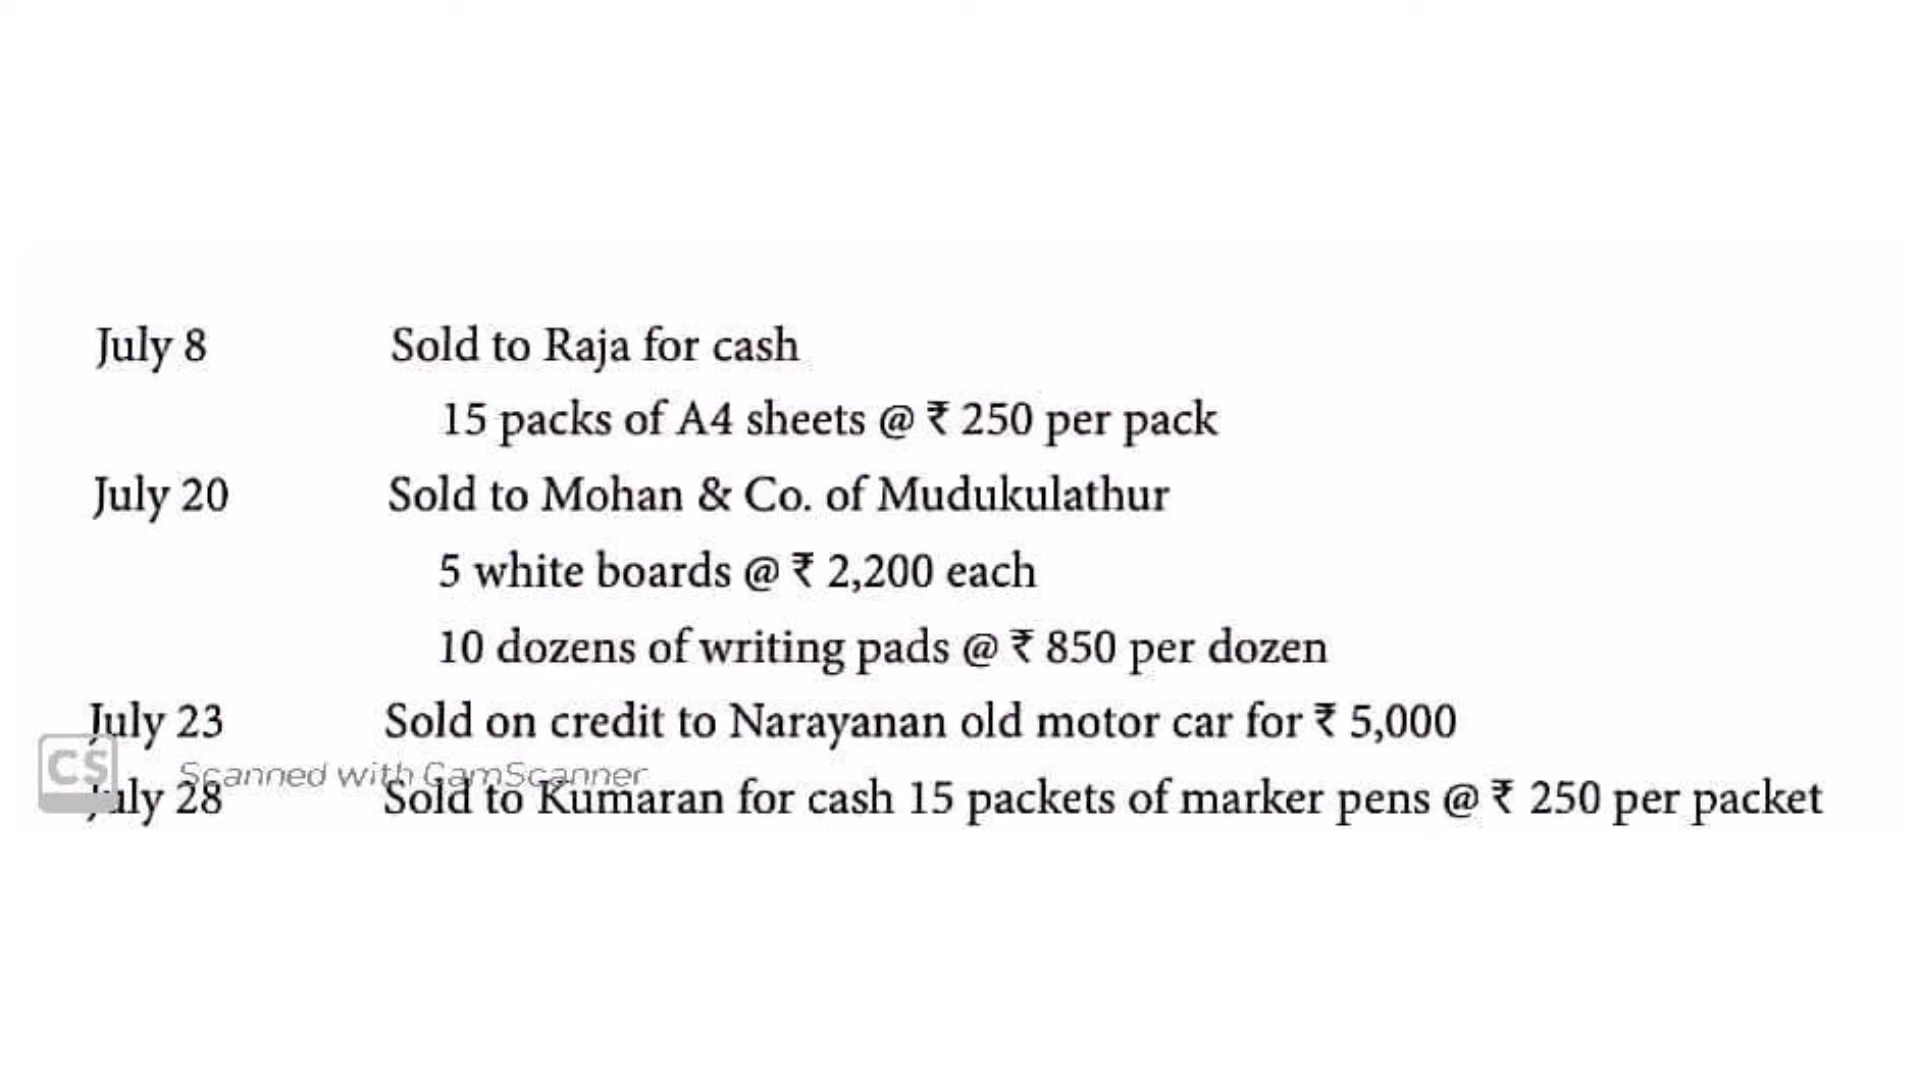 July 8 Sold to Raja for cash
15 packs of A4 sheets @ ₹ 250 per pack
July 20 Sold to Mohan & Co. of Mudukulathur
5 white boards @ ₹ 2,200 each
10 dozens of writing pads @ ₹ 850 per dozen
July 23 Sold on credit to Narayanan old motor car for ₹ 5,000
CS Scanned with CamScanner
July 28 Sold to Kumaran for cash 15 packets of marker pens @ ₹ 250 per packet